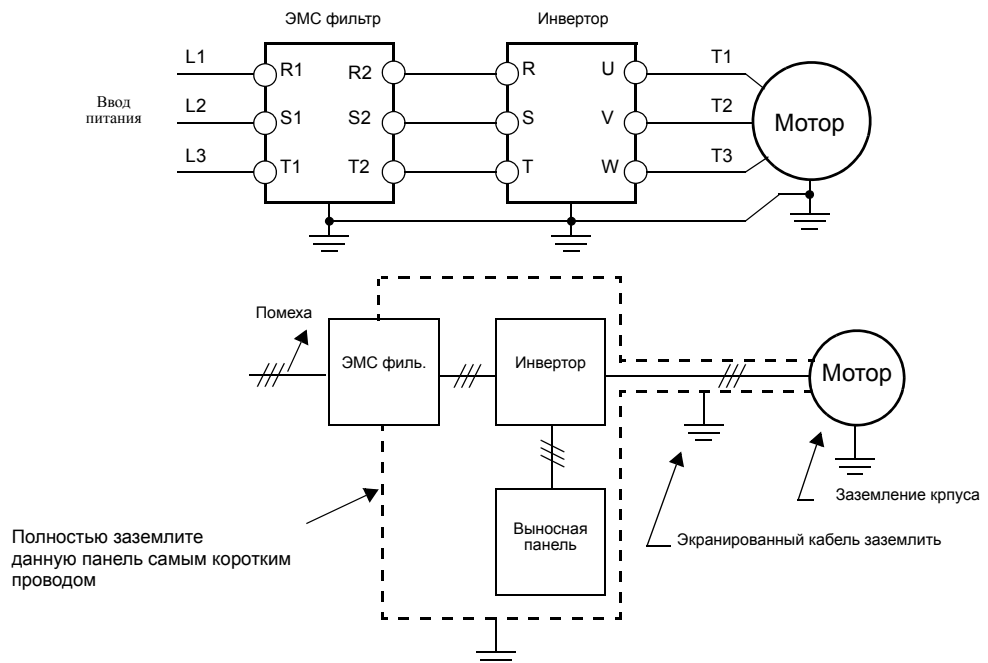 ЭМС фильтр
Инвертор
L1
R1
R2
R
U
T1
Ввод
питания
L2
S1
S2
S
V
T2
Мотор
L3
T1
T2
T
W
T3
Помеха
ЭМС филь.
Инвертор
Мотор
Заземление крпуса
Выносная
панель
Экранированный кабель заземлить
Полностью заземлите
данную панель самым коротким
проводом